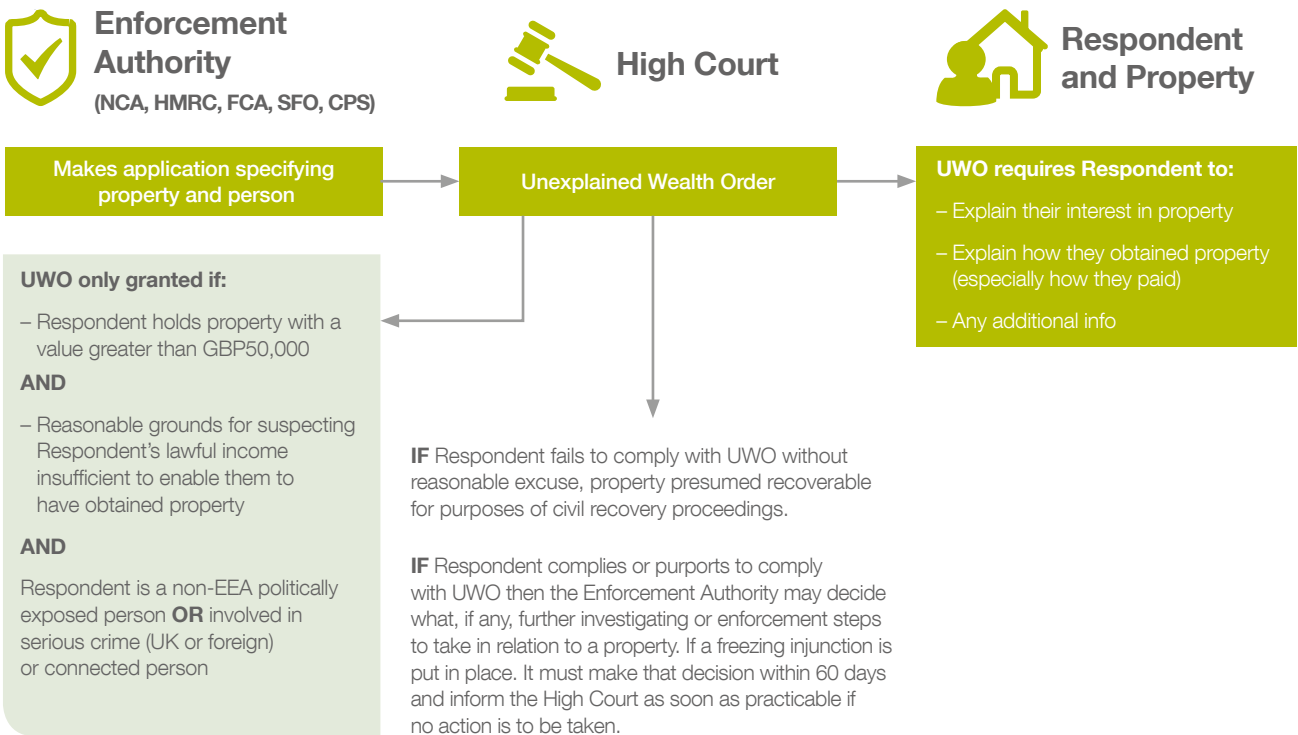 Enforcement
Authority
(NCA, HMRC, FCA, SFO, CPS)
High Court
Respondent
and Property
Makes application specifying
property and person
Unexplained Wealth Order
UWO requires Respondent to:
– Explain their interest in property
– Explain how they obtained property
(especially how they paid)
– Any additional info
UWO only granted if:
– Respondent holds property with a
value greater than GBP50,000
AND
– Reasonable grounds for suspecting
Respondent’s lawful income
insufficient to enable them to
have obtained property
AND
Respondent is a non-EEA politically
exposed person OR involved in
serious crime (UK or foreign)
or connected person
IF Respondent fails to comply with UWO without
reasonable excuse, property presumed recoverable
for purposes of civil recovery proceedings.
IF Respondent complies or purports to comply
with UWO then the Enforcement Authority may decide
what, if any, further investigating or enforcement steps
to take in relation to a property. If a freezing injunction is
put in place. It must make that decision within 60 days
and inform the High Court as soon as practicable if
no action is to be taken.